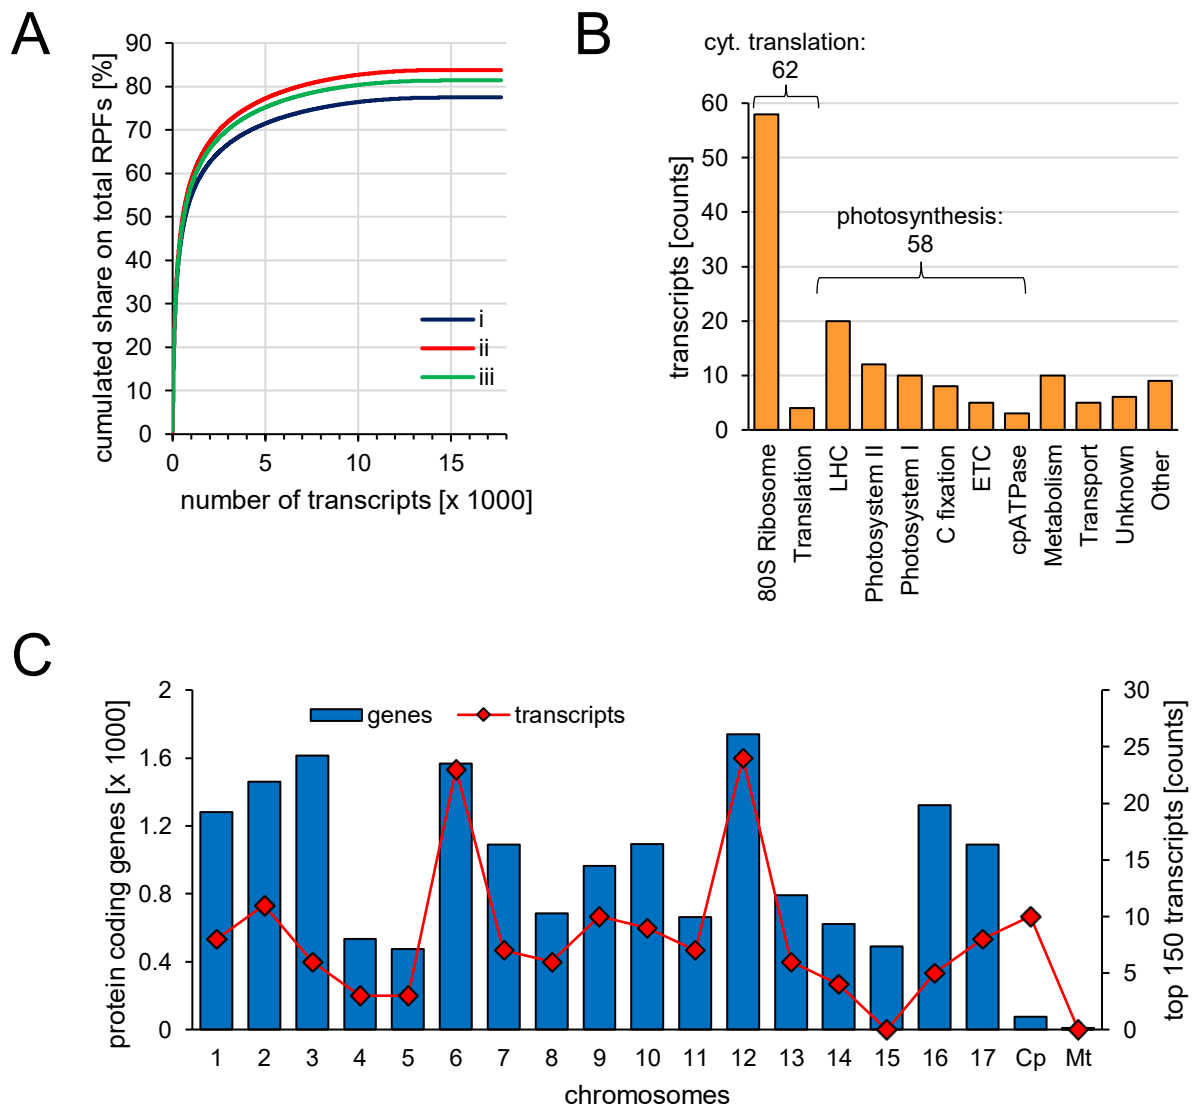 A
cumulated share on total RPFs [%]
90
80
70
60
50
40
30
20
10
0
i
ii
iii
0 5 10 15
number of transcripts [x 1000]
B
cyt. translation:
62
transcripts [counts]
60
50
40
30
20
10
0
photosynthesis:
58
80S Ribosome
Translation
LHC
Photosystem II
Photosystem I
C fixation
ETC
cpATPase
Metabolism
Transport
Unknown
Other
C
protein coding genes [x 1000]
2
1.6
1.2
0.8
0.4
0
genes transcripts
30
25
20
15
10
5
0
top 150 transcripts [counts]
1 2 3 4 5 6 7 8 9 10 11 12 13 14 15 16 17 Cp Mt
chromosomes